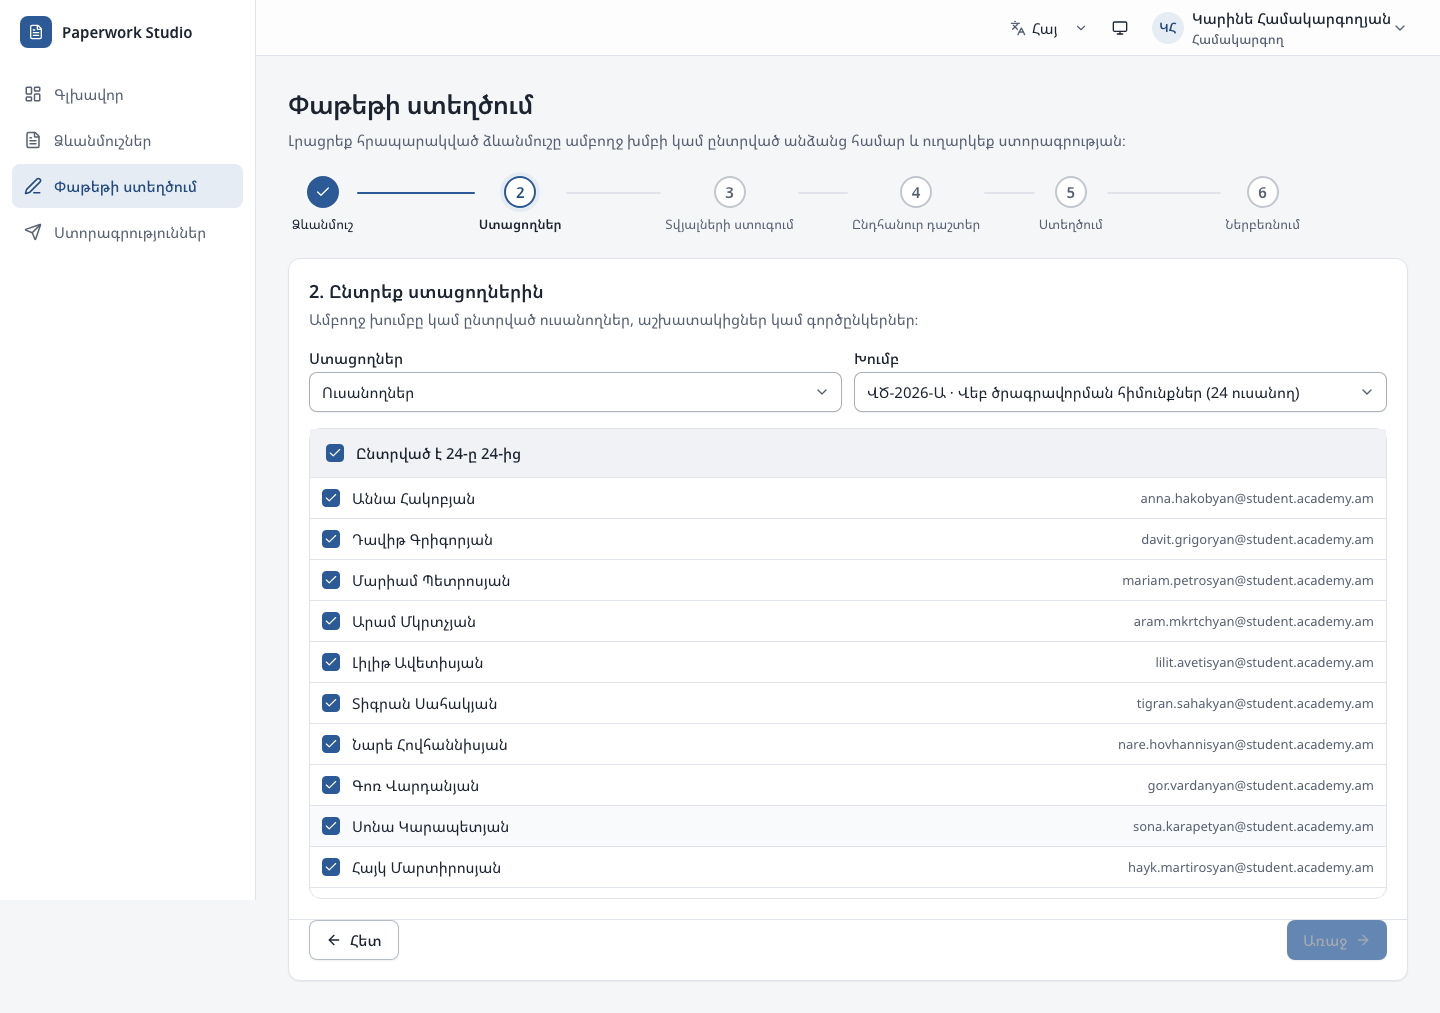 Paperwork Studio
Հայ
ԿՀ
Կարինե Համակարգողյան
Համակարգող
Գլխավոր
Ձևանմուշներ
Փաթեթի ստեղծում
Ստորագրություններ
Փաթեթի ստեղծում
Լրացրեք հրապարակված ձևանմուշը ամբողջ խմբի կամ ընտրված անձանց համար և ուղարկեք ստորագրության։
Ձևանմուշ
2
Ստացողներ
3
Տվյալների ստուգում
4
Ընդհանուր դաշտեր
5
Ստեղծում
6
Ներբեռնում
2. Ընտրեք ստացողներին
Ամբողջ խումբը կամ ընտրված ուսանողներ, աշխատակիցներ կամ գործընկերներ։
Ստացողներ
Խումբ
Ուսանողներ
ՎԾ-2026-Ա · Վեբ ծրագրավորման հիմունքներ (24 ուսանող)
Ընտրված է 24-ը 24-ից
Աննա Հակոբյան anna.hakobyan@student.academy.am
Դավիթ Գրիգորյան davit.grigoryan@student.academy.am
Մարիամ Պետրոսյան mariam.petrosyan@student.academy.am
Արամ Մկրտչյան aram.mkrtchyan@student.academy.am
Լիլիթ Ավետիսյան lilit.avetisyan@student.academy.am
Տիգրան Սահակյան tigran.sahakyan@student.academy.am
Նարե Հովհաննիսյան nare.hovhannisyan@student.academy.am
Գոռ Վարդանյան gor.vardanyan@student.academy.am
Սոնա Կարապետյան sona.karapetyan@student.academy.am
Հայկ Մարտիրոսյան hayk.martirosyan@student.academy.am
Հետ
Առաջ